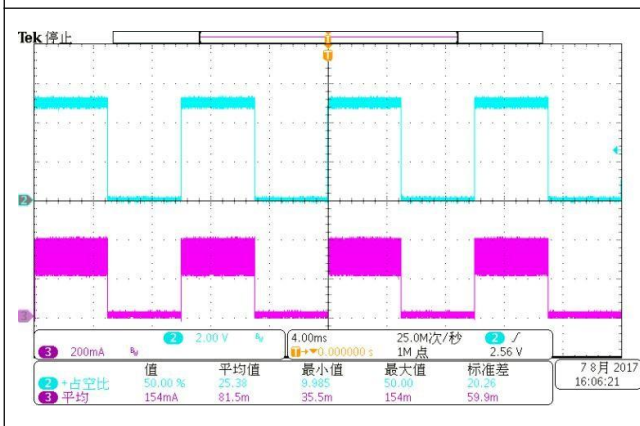 Tek 停止
T
T
2
3
2 2.00 V BW 4.00ms 25.0M次/秒 2 ∫
3 200mA BW T→▼0.000000 s 1M 点 2.56 V
值 平均值 最小值 最大值 标准差
2 +占空比 50.00 % 25.38 9.985 50.00 20.26
3 平均 154mA 81.5m 35.5m 154m 59.9m
7 8月 2017
16:06:21